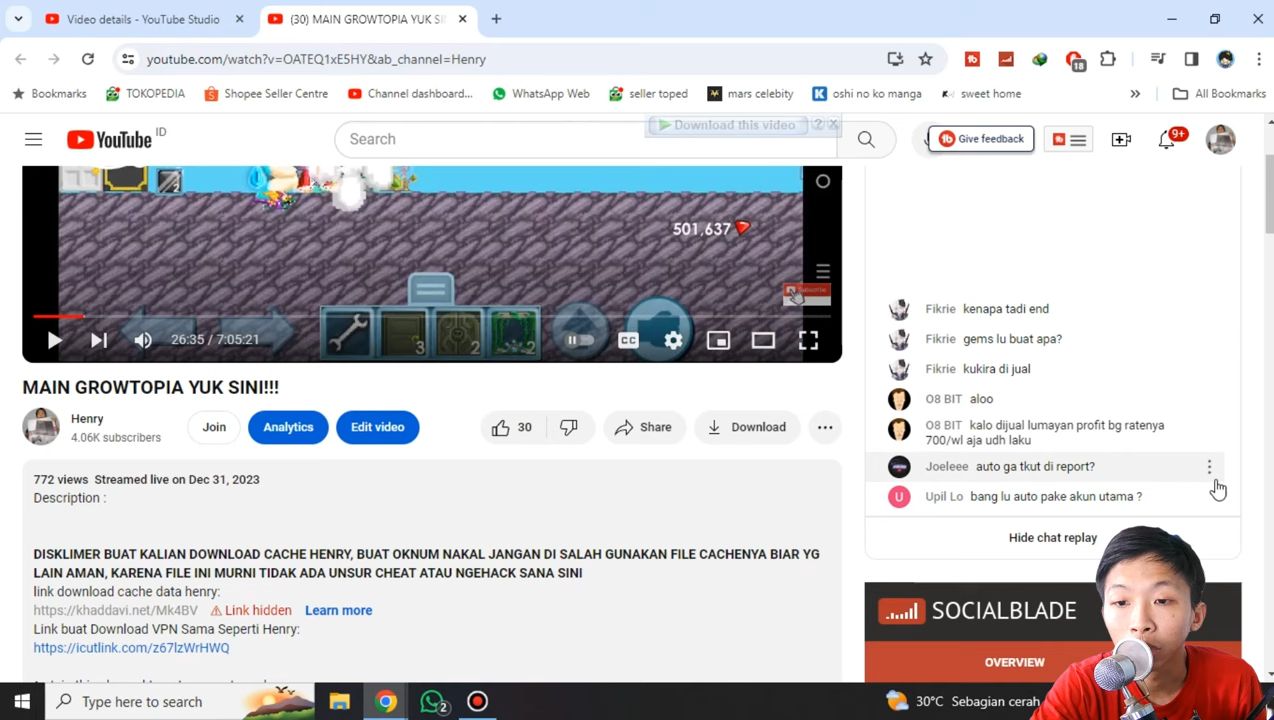 Video details - YouTube Studio
(30) MAIN GROWTOPIA YUK SI
youtube.com/watch?v=OATEQ1xE5HY&ab_channel=Henry
18
Bookmarks
TOKOPEDIA
Shopee Seller Centre
Channel dashboard...
WhatsApp Web
seller toped
mars celebity
oshi no ko manga
sweet home
All Bookmarks
YouTube ID
Search
Download this video
?
Give feedback
9+
501,637
Subscribe
3
2
2
26:35 / 7:05:21
CC
MAIN GROWTOPIA YUK SINI!!!
Henry
4.06K subscribers
Join
Analytics
Edit video
30
Share
Download
772 views Streamed live on Dec 31, 2023
Description :
DISKLIMER BUAT KALIAN DOWNLOAD CACHE HENRY, BUAT OKNUM NAKAL JANGAN DI SALAH GUNAKAN FILE CACHENYA BIAR YG
LAIN AMAN, KARENA FILE INI MURNI TIDAK ADA UNSUR CHEAT ATAU NGEHACK SANA SINI
link download cache data henry:
https://khaddavi.net/Mk4BV Link hidden Learn more
Link buat Download VPN Sama Seperti Henry:
https://icutlink.com/z67lzWrHWQ
Fikrie kenapa tadi end
Fikrie gems lu buat apa?
Fikrie kukira di jual
O8 BIT aloo
O8 BIT kalo dijual lumayan profit bg ratenya
700/wl aja udh laku
Joeleee auto ga tkut di report?
U Upil Lo bang lu auto pake akun utama ?
Hide chat replay
SOCIALBLADE
OVERVIEW
Type here to search
2
30°C Sebagian cerah